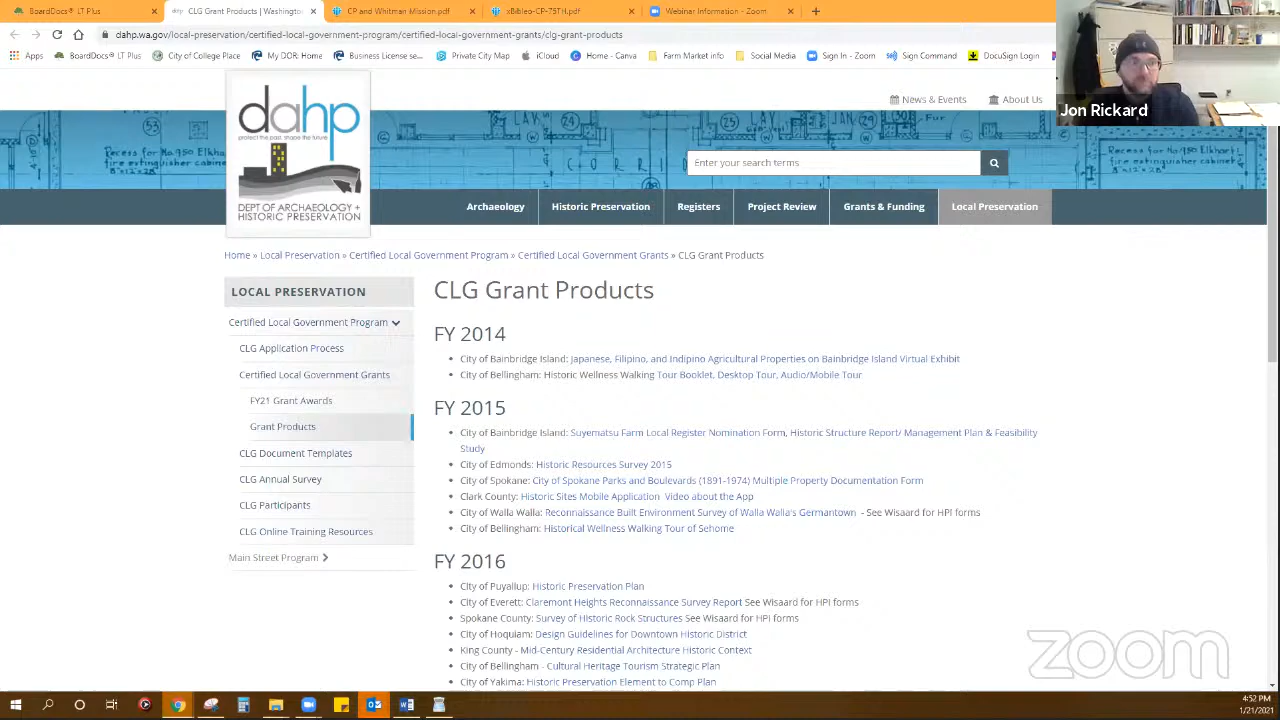 BoardDocs® LT Plus
CLG Grant Products | Washingto
CP and Whitman Mission.pdf
xBibleo-CP-75TH.pdf
Webinar Information - Zoom
dahp.wa.gov/local-preservation/certified-local-government-program/certified-local-government-grants/clg-grant-products
Apps
BoardDocs® LT Plus
City of College Place
My DOR: Home
Business License se...
Private City Map
iCloud
Home - Canva
Farm Market info
Social Media
Sign In - Zoom
Sign Command
DocuSign Login
Jon Rickard
News & Events
About Us
dahp
protect the past, shape the future
DEPT OF ARCHAEOLOGY +
HISTORIC PRESERVATION
Enter your search terms
Recess for No.950 Elkhart
fire extinguisher cabinet
Archaeology
Historic Preservation
Registers
Project Review
Grants & Funding
Local Preservation
Home » Local Preservation » Certified Local Government Program » Certified Local Government Grants » CLG Grant Products
LOCAL PRESERVATION
Certified Local Government Program
CLG Application Process
Certified Local Government Grants
FY21 Grant Awards
Grant Products
CLG Document Templates
CLG Annual Survey
CLG Participants
CLG Online Training Resources
Main Street Program
CLG Grant Products
FY 2014
City of Bainbridge Island: Japanese, Filipino, and Indipino Agricultural Properties on Bainbridge Island Virtual Exhibit
City of Bellingham: Historic Wellness Walking Tour Booklet, Desktop Tour, Audio/Mobile Tour
FY 2015
City of Bainbridge Island: Suyematsu Farm Local Register Nomination Form, Historic Structure Report/ Management Plan & Feasibility
Study
City of Edmonds: Historic Resources Survey 2015
City of Spokane: City of Spokane Parks and Boulevards (1891-1974) Multiple Property Documentation Form
Clark County: Historic Sites Mobile Application Video about the App
City of Walla Walla: Reconnaissance Built Environment Survey of Walla Walla's Germantown - See Wisaard for HPI forms
City of Bellingham: Historical Wellness Walking Tour of Sehome
FY 2016
City of Puyallup: Historic Preservation Plan
City of Everett: Claremont Heights Reconnaissance Survey Report See Wisaard for HPI forms
Spokane County: Survey of Historic Rock Structures See Wisaard for HPI forms
City of Hoquiam: Design Guidelines for Downtown Historic District
King County - Mid-Century Residential Architecture Historic Context
City of Bellingham - Cultural Heritage Tourism Strategic Plan
City of Yakima: Historic Preservation Element to Comp Plan
zoom
4:52 PM
1/21/2021